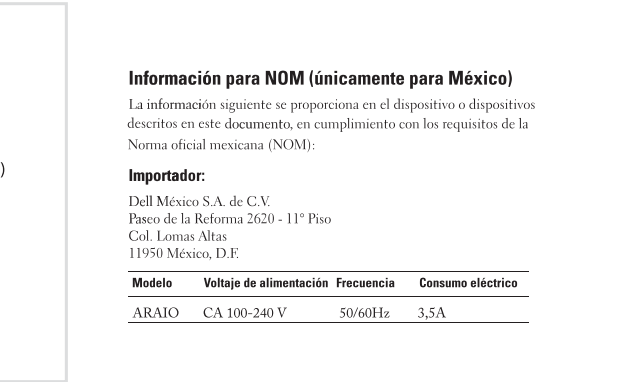 )
Información para NOM (únicamente para México)
La información siguiente se proporciona en el dispositivo o dispositivos
descritos en este documento, en cumplimiento con los requisitos de la
Norma oficial mexicana (NOM):
Importador:
Dell México S.A. de C.V.
Paseo de la Reforma 2620 - 11° Piso
Col. Lomas Altas
11950 México, D.F.
Modelo Voltaje de alimentación Frecuencia Consumo eléctrico
ARAIO CA 100-240 V 50/60Hz 3,5A